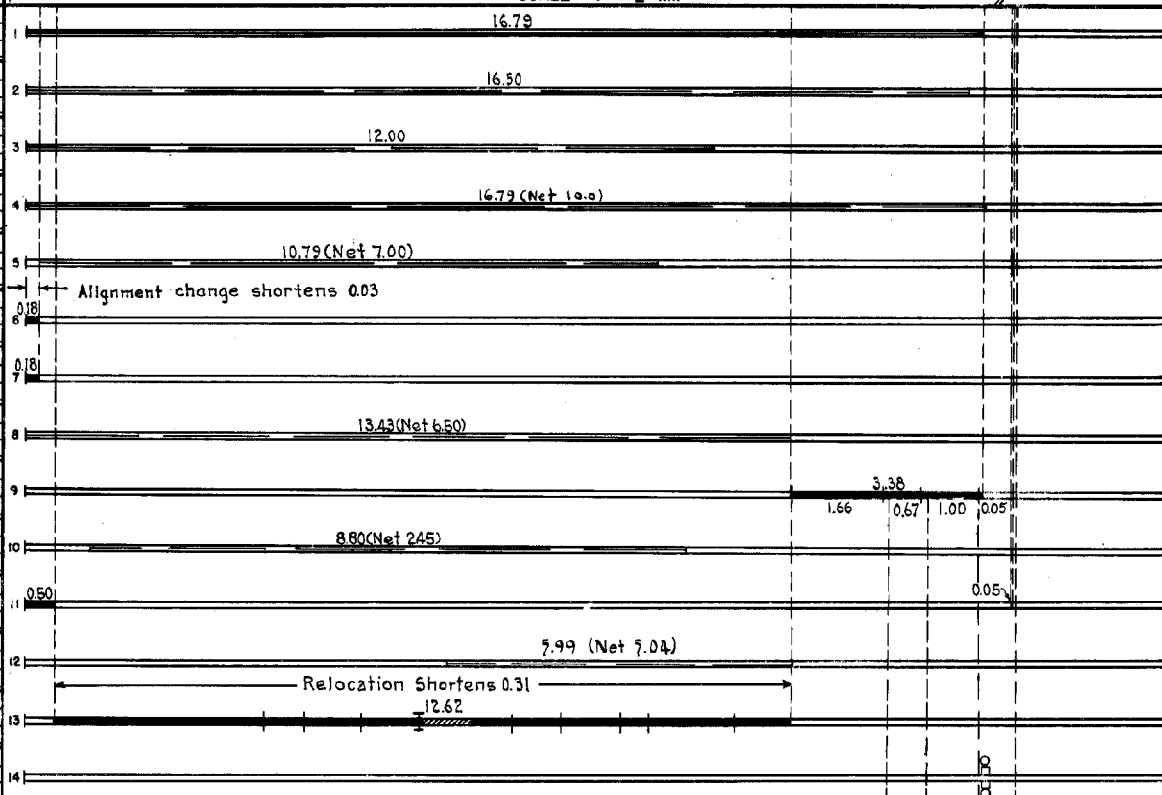 1 16.79
2 16.50
3 12.00
4 16.79 (Net 10.0)
5 10.79 (Net 7.00)
Alignment change shortens 0.03
0.18
6
0.18
7
8 13.43 (Net 6.50)
9 3.38
1.66 0.67 1.00 0.05
10 8.80 (Net 2.45)
0.50
0.05
11
12 5.99 (Net 5.04)
Relocation Shortens 0.31
13 12.62
14